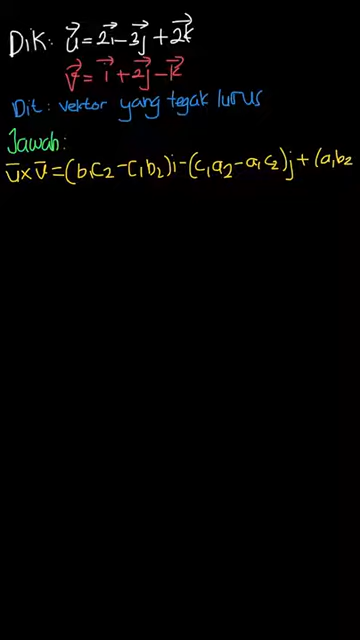 Dik: u⃗ = 2i⃗ - 3j⃗ + 2k⃗
v⃗ = i⃗ + 2j⃗ - k⃗
Dit: vektor yang tegak lurus
Jawab:
u̅ x v̅ = (b₁c₂ - c₁b₂)i - (c₁a₂ - a₁c₂)j + (a₁b₂